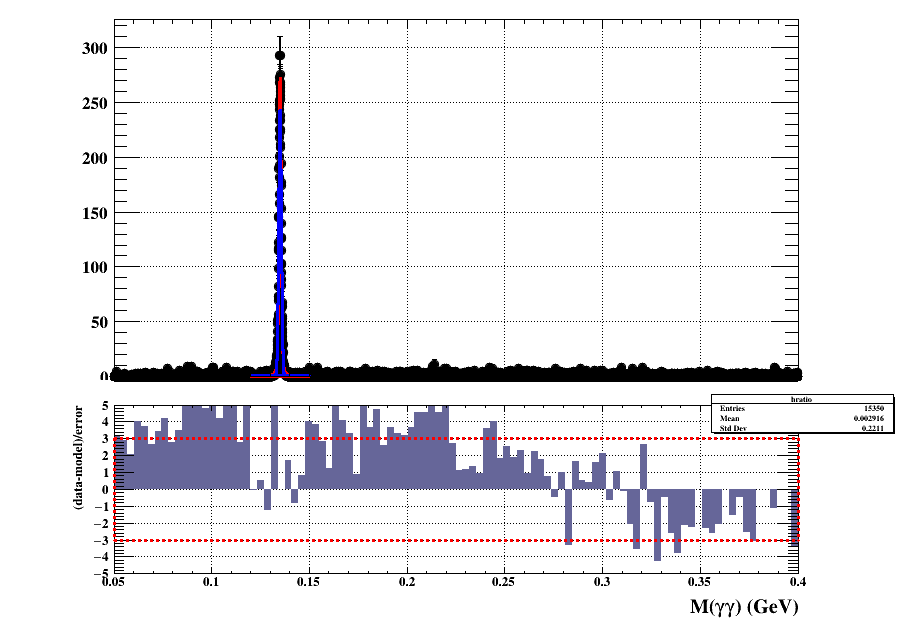 300
250
200
150
100
50
0
hratio
Entries 15350
Mean 0.002916
Std Dev 0.2211
(data-model)/error
5
4
3
2
1
0
−1
−2
−3
−4
−5
0.05 0.1 0.15 0.2 0.25 0.3 0.35 0.4
M(γγ) (GeV)